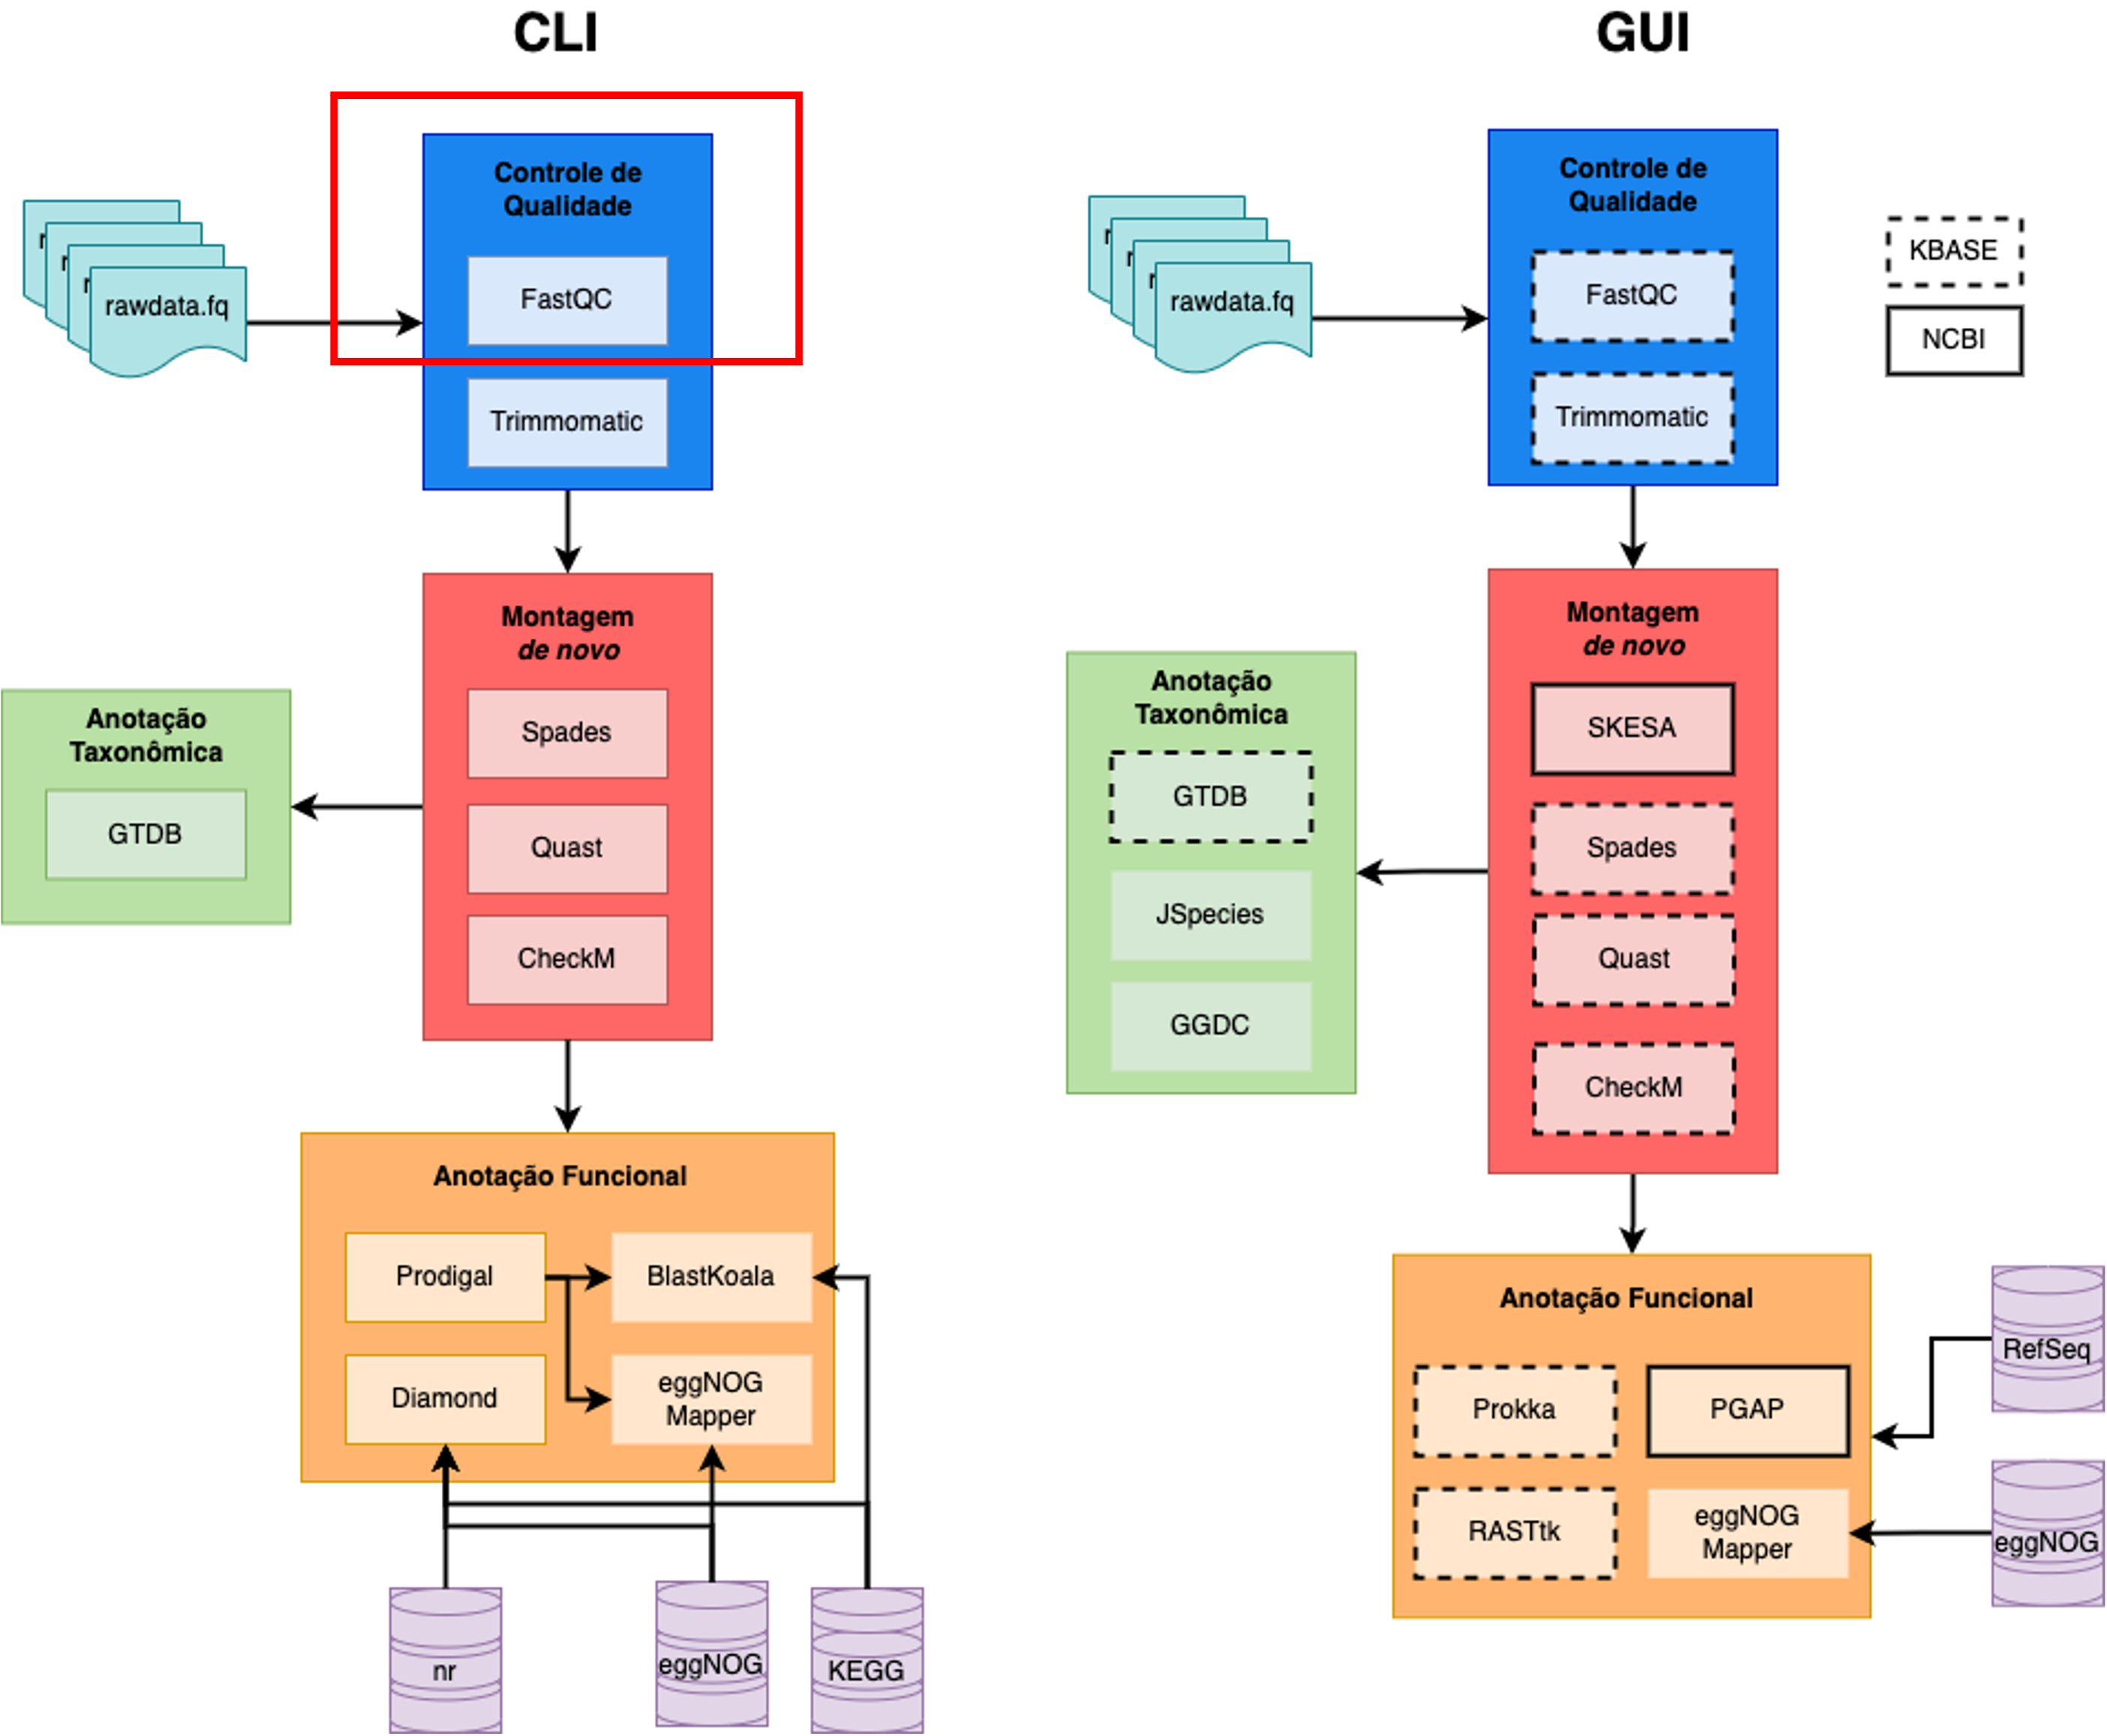 CLI
Controle de
Qualidade
rawdata.fq
FastQC
Trimmomatic
Montagem
de novo
Spades
Quast
CheckM
Anotação
Taxonômica
GTDB
Anotação Funcional
Prodigal
BlastKoala
Diamond
eggNOG
Mapper
nr
eggNOG
KEGG
GUI
Controle de
Qualidade
rawdata.fq
FastQC
Trimmomatic
KBASE
NCBI
Montagem
de novo
SKESA
Spades
Quast
CheckM
Anotação
Taxonômica
GTDB
JSpecies
GGDC
Anotação Funcional
Prokka
PGAP
RASTtk
eggNOG
Mapper
RefSeq
eggNOG